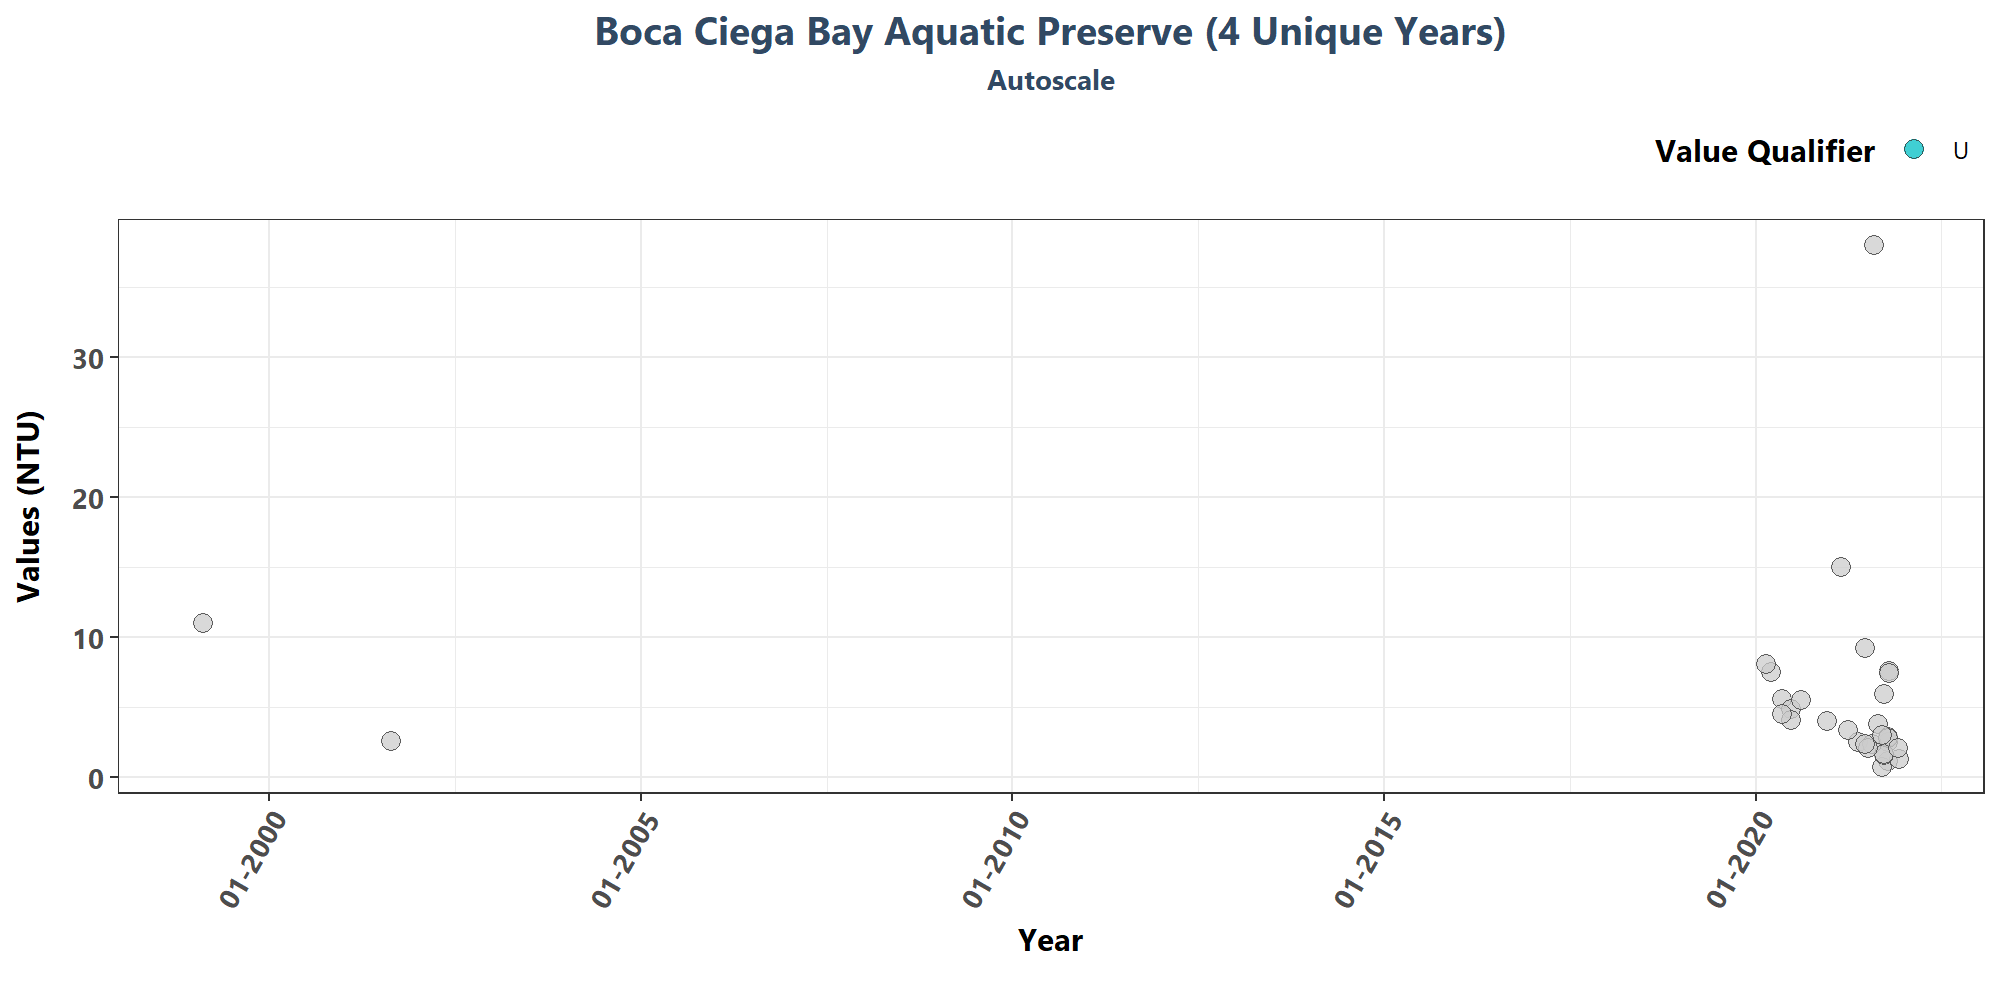 Boca Ciega Bay Aquatic Preserve (4 Unique Years)
Autoscale
Value Qualifier U
Values (NTU)
30
20
10
0
01-2000 01-2005 01-2010 01-2015 01-2020
Year